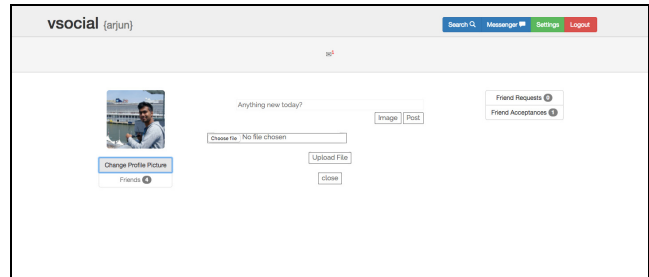 vsocial {arjun}
Search Messenger Settings Logout
4
Anything new today?
Image Post
Choose file No file chosen
Upload File
close
Change Profile Picture
Friends 4
Friend Requests 0
Friend Acceptances 1